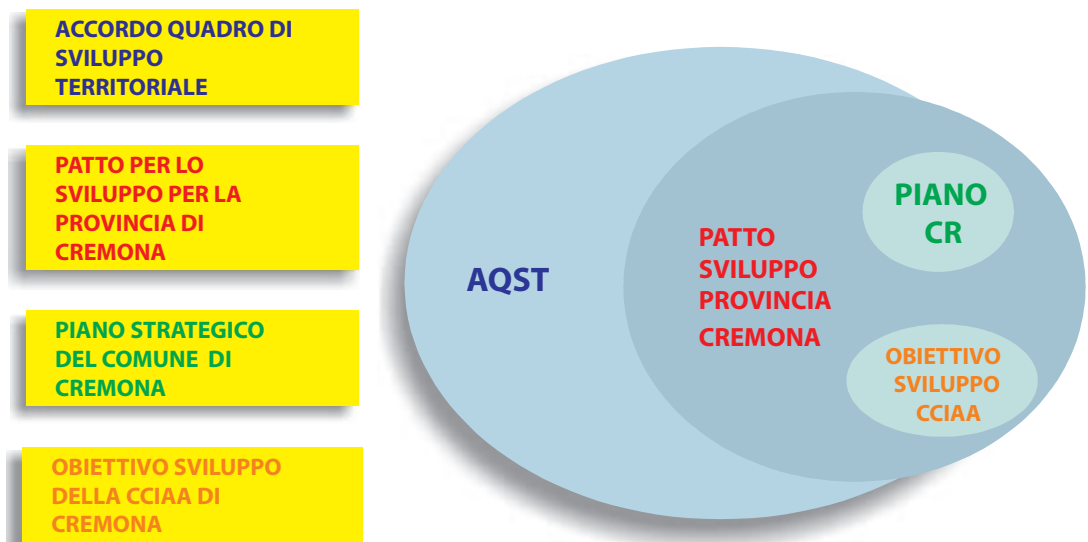 ACCORDO QUADRO DI
SVILUPPO
TERRITORIALE
PATTO PER LO
SVILUPPO PER LA
PROVINCIA DI
CREMONA
PIANO STRATEGICO
DEL COMUNE DI
CREMONA
OBIETTIVO SVILUPPO
DELLA CCIAA DI
CREMONA
AQST
PATTO
SVILUPPO
PROVINCIA
CREMONA
PIANO
CR
OBIETTIVO
SVILUPPO
CCIAA